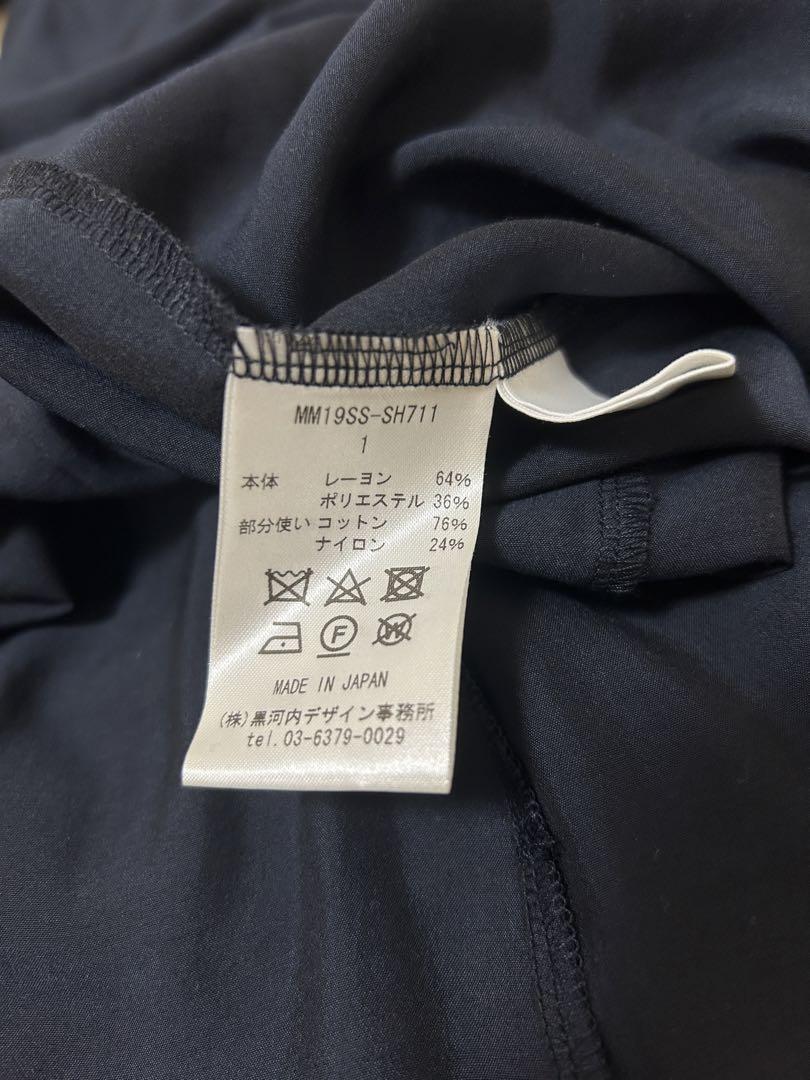 MM19SS-SH711
1
本体 レーヨン 64%
ポリエステル 36%
部分使い コットン 76%
ナイロン 24%
F W
MADE IN JAPAN
(株)黒河内デザイン事務所
tel.03-6379-0029